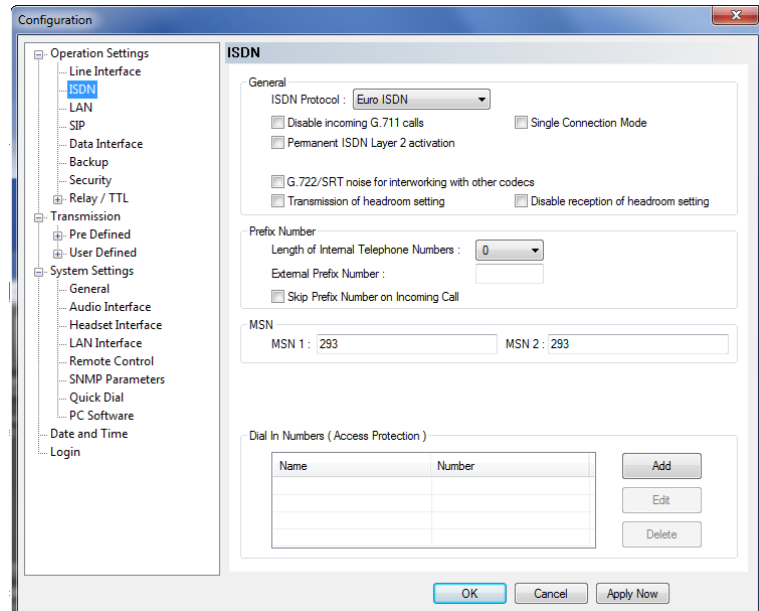 Configuration
Operation Settings
Line Interface
ISDN
LAN
SIP
Data Interface
Backup
Security
Relay / TTL
Transmission
Pre Defined
User Defined
System Settings
General
Audio Interface
Headset Interface
LAN Interface
Remote Control
SNMP Parameters
Quick Dial
PC Software
Date and Time
Login
ISDN
General
ISDN Protocol : Euro ISDN
Disable incoming G.711 calls Single Connection Mode
Permanent ISDN Layer 2 activation
G.722/SRT noise for interworking with other codecs
Transmission of headroom setting Disable reception of headroom setting
Prefix Number
Length of Internal Telephone Numbers : 0
External Prefix Number :
Skip Prefix Number on Incoming Call
MSN
MSN 1 : 293 MSN 2 : 293
Dial In Numbers ( Access Protection )
Name Number
Add
Edit
Delete
OK Cancel Apply Now